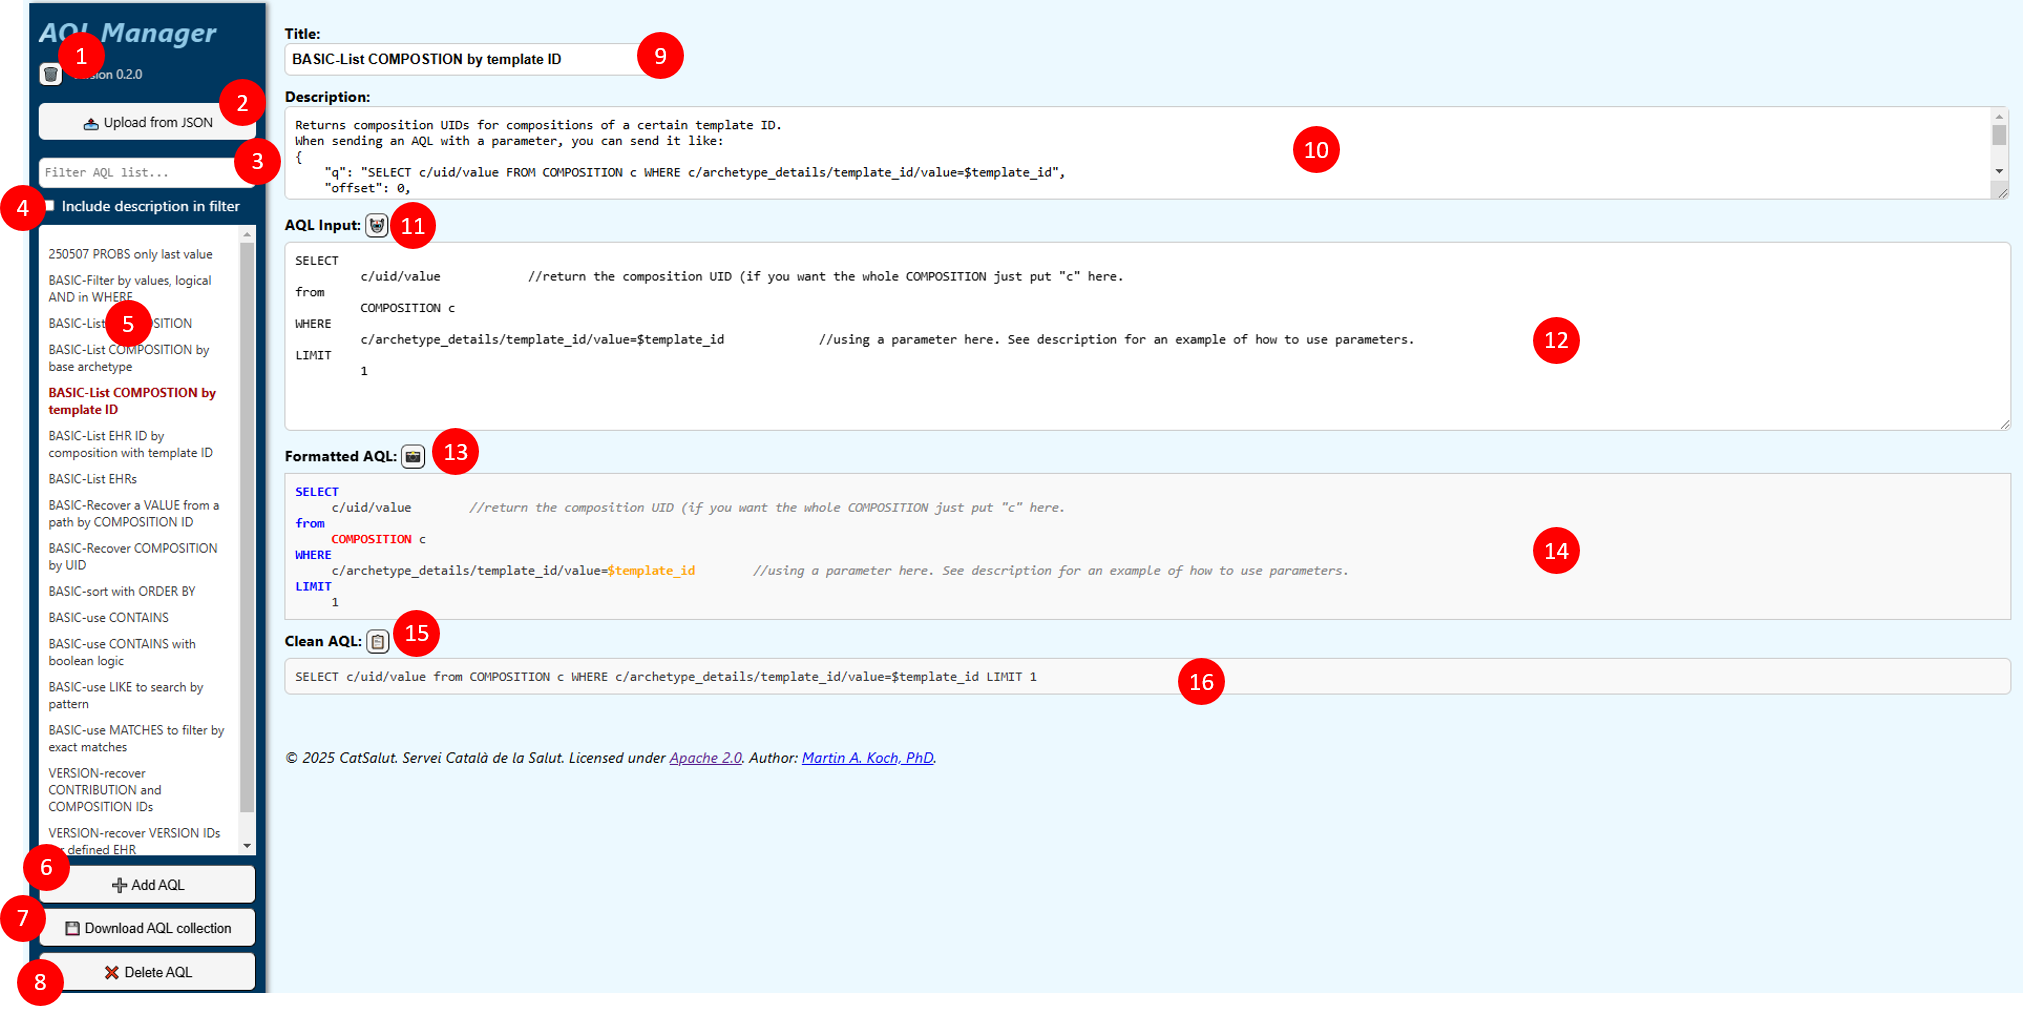 AQL Manager
1
Version 0.2.0
2
Upload from JSON
3
Filter AQL list...
4
Include description in filter
250507 PROBS only last value
BASIC-Filter by values, logical
AND in WHERE
5
BASIC-List COMPOSITION
BASIC-List COMPOSITION by
base archetype
BASIC-List COMPOSTION by
template ID
BASIC-List EHR ID by
composition with template ID
BASIC-List EHRs
BASIC-Recover a VALUE from a
path by COMPOSITION ID
BASIC-Recover COMPOSITION
by UID
BASIC-sort with ORDER BY
BASIC-use CONTAINS
BASIC-use CONTAINS with
boolean logic
BASIC-use LIKE to search by
pattern
BASIC-use MATCHES to filter by
exact matches
VERSION-recover
CONTRIBUTION and
COMPOSITION IDs
VERSION-recover VERSION IDs
defined EHR
6
Add AQL
7
Download AQL collection
8
Delete AQL
Title:
BASIC-List COMPOSTION by template ID
9
Description:
Returns composition UIDs for compositions of a certain template ID.
When sending an AQL with a parameter, you can send it like:
{
"q": "SELECT c/uid/value FROM COMPOSITION c WHERE c/archetype_details/template_id/value=$template_id",
"offset": 0,
10
AQL Input:
11
SELECT
c/uid/value //return the composition UID (if you want the whole COMPOSITION just put "c" here.
from
COMPOSITION c
WHERE
c/archetype_details/template_id/value=$template_id //using a parameter here. See description for an example of how to use parameters.
LIMIT
1
12
Formatted AQL:
13
SELECT
c/uid/value //return the composition UID (if you want the whole COMPOSITION just put "c" here.
from
COMPOSITION c
WHERE
c/archetype_details/template_id/value=$template_id //using a parameter here. See description for an example of how to use parameters.
LIMIT
1
14
Clean AQL:
15
SELECT c/uid/value from COMPOSITION c WHERE c/archetype_details/template_id/value=$template_id LIMIT 1
16
© 2025 CatSalut. Servei Català de la Salut. Licensed under Apache 2.0. Author: Martin A. Koch, PhD.